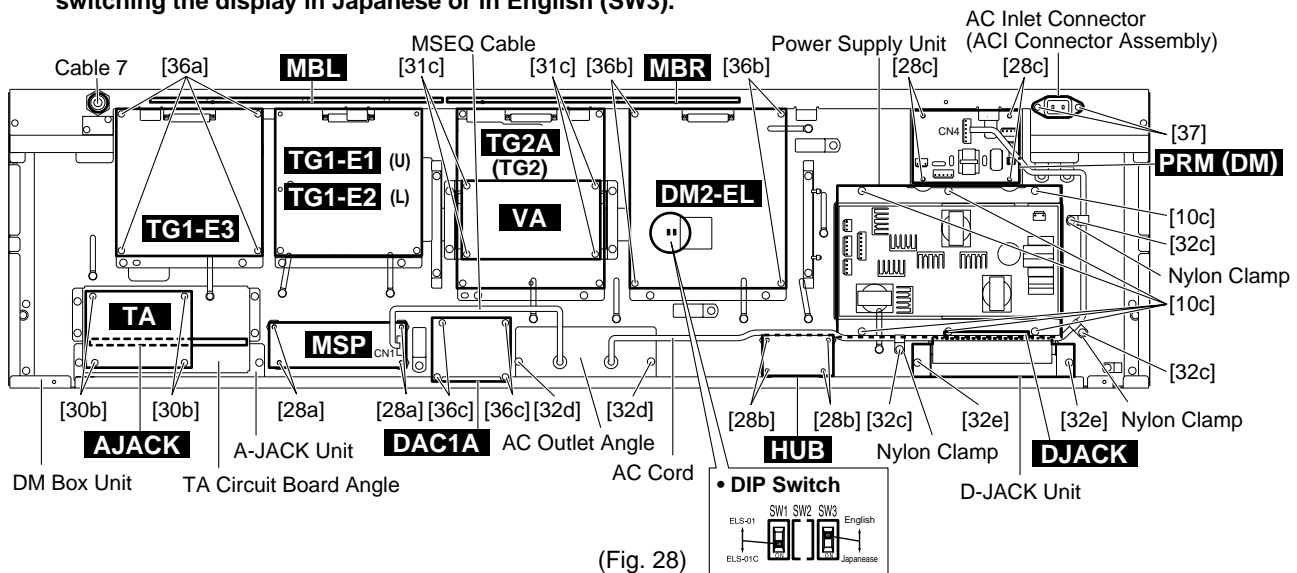 switching the display in Japanese or in English (SW3).
AC Inlet Connector
(ACI Connector Assembly)
MSEQ Cable
Power Supply Unit
Cable 7
[36a]
MBL
[31c]
[31c]
[36b]
MBR
[36b]
[28c]
[28c]
[37]
CN4
PRM (DM)
TG1-E1 (U)
TG1-E2 (L)
TG2A
(TG2)
VA
DM2-EL
TG1-E3
[10c]
[32c]
Nylon Clamp
[10c]
TA
MSP
CN1
[32c]
[30b]
[30b]
[28a]
[28a]
[36c]
[36c]
[32d]
[32d]
[28b]
[28b]
[32c]
[32e]
[32e]
Nylon Clamp
AJACK
A-JACK Unit
DAC1A
AC Outlet Angle
HUB
Nylon Clamp
DJACK
DM Box Unit
TA Circuit Board Angle
AC Cord
D-JACK Unit
• DIP Switch
SW1 SW2 SW3
ELS-01
English
ON
ON
ELS-01C
Japanease
(Fig. 28)